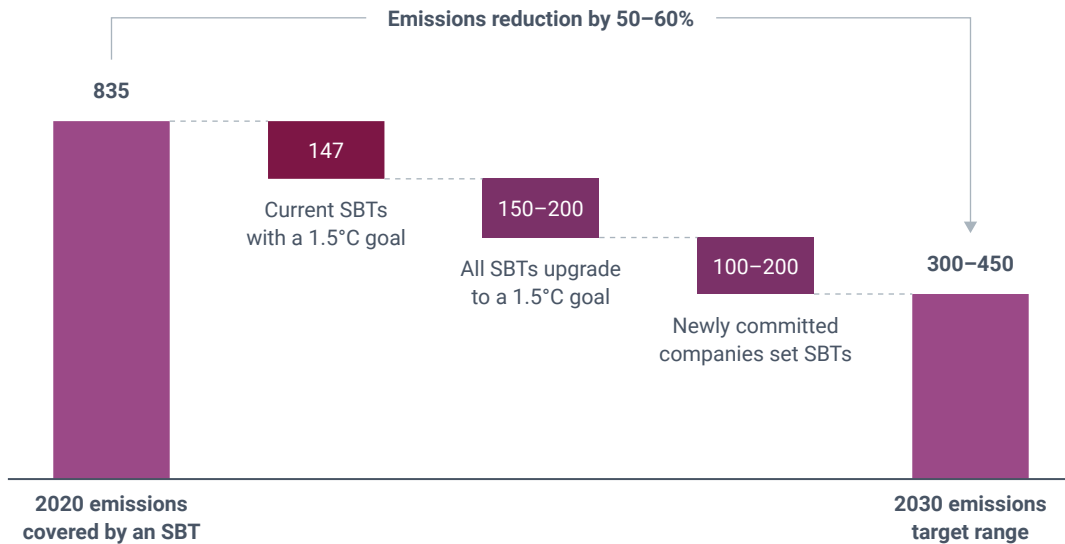 Emissions reduction by 50–60%
835
147
Current SBTs
with a 1.5°C goal
150–200
All SBTs upgrade
to a 1.5°C goal
100–200
Newly committed
companies set SBTs
300–450
2020 emissions
covered by an SBT
2030 emissions
target range